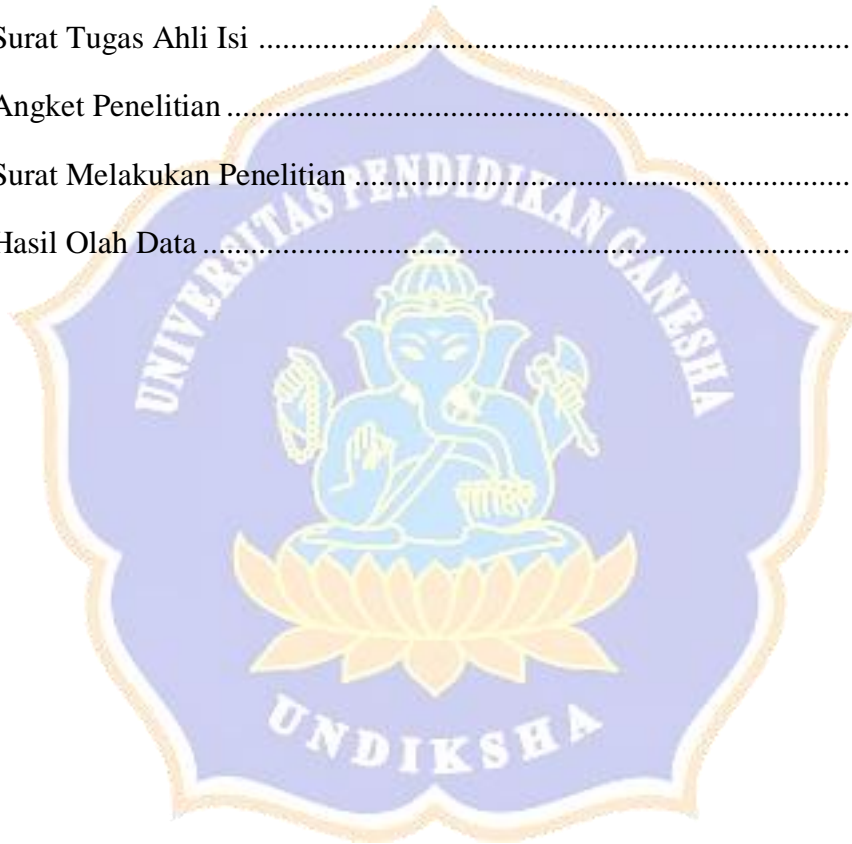 Surat Tugas Ahli Isi ..........................................................................
Angket Penelitian ..............................................................................
Surat Melakukan Penelitian ..............................................................
Hasil Olah Data .................................................................................
UNIVERSITAS PENDIDIKAN GANESHA
UNDIKSHA